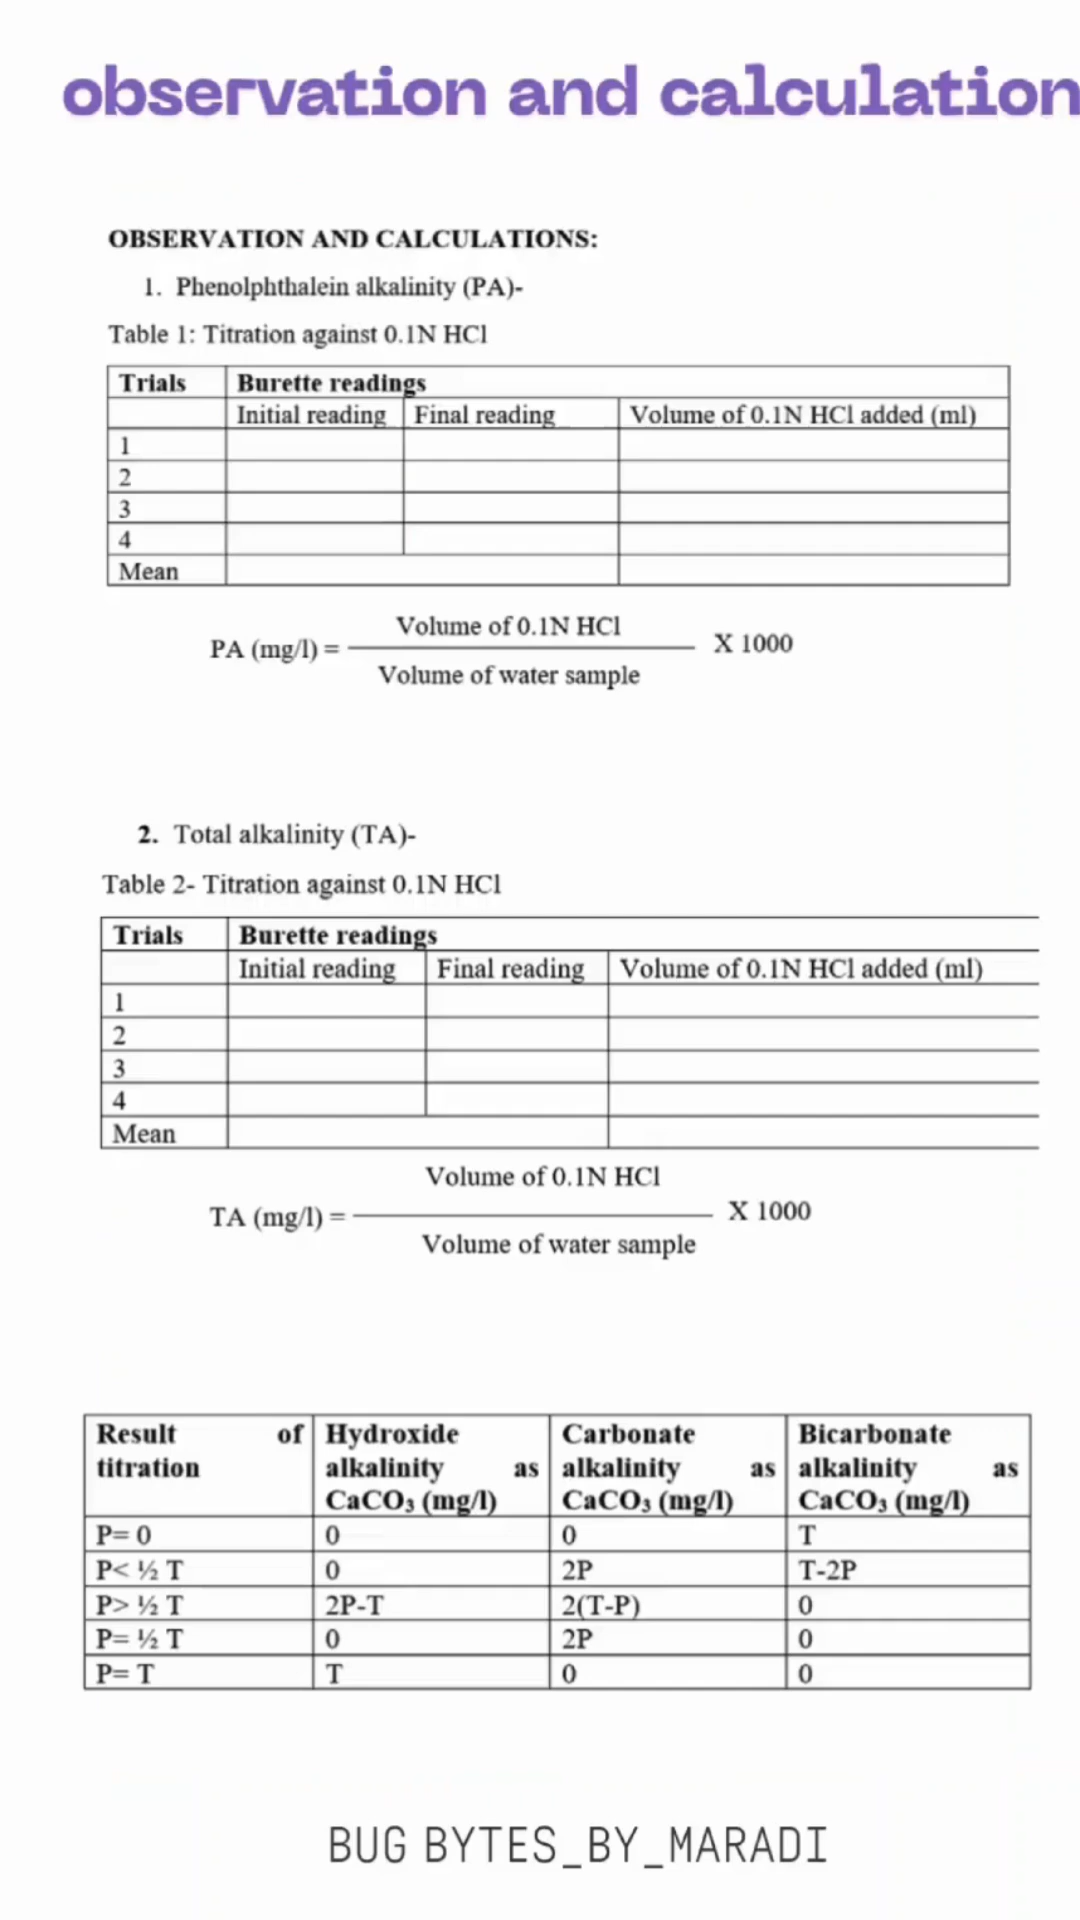 observation and calculation
OBSERVATION AND CALCULATIONS:
1. Phenolphthalein alkalinity (PA)-
Table 1: Titration against 0.1N HCl
Trials Burette readings
Initial reading Final reading Volume of 0.1N HCl added (ml)
1
2
3
4
Mean
Volume of 0.1N HCl
PA (mg/l) = X 1000
Volume of water sample
2. Total alkalinity (TA)-
Table 2- Titration against 0.1N HCl
Trials Burette readings
Initial reading Final reading Volume of 0.1N HCl added (ml)
1
2
3
4
Mean
Volume of 0.1N HCl
TA (mg/l) = X 1000
Volume of water sample
Result of Hydroxide Carbonate Bicarbonate
titration alkalinity as alkalinity as alkalinity as
CaCO₃ (mg/l) CaCO₃ (mg/l) CaCO₃ (mg/l)
P= 0 0 0 T
P< ½ T 0 2P T-2P
P> ½ T 2P-T 2(T-P) 0
P= ½ T 0 2P 0
P= T T 0 0
BUG BYTES_BY_MARADI